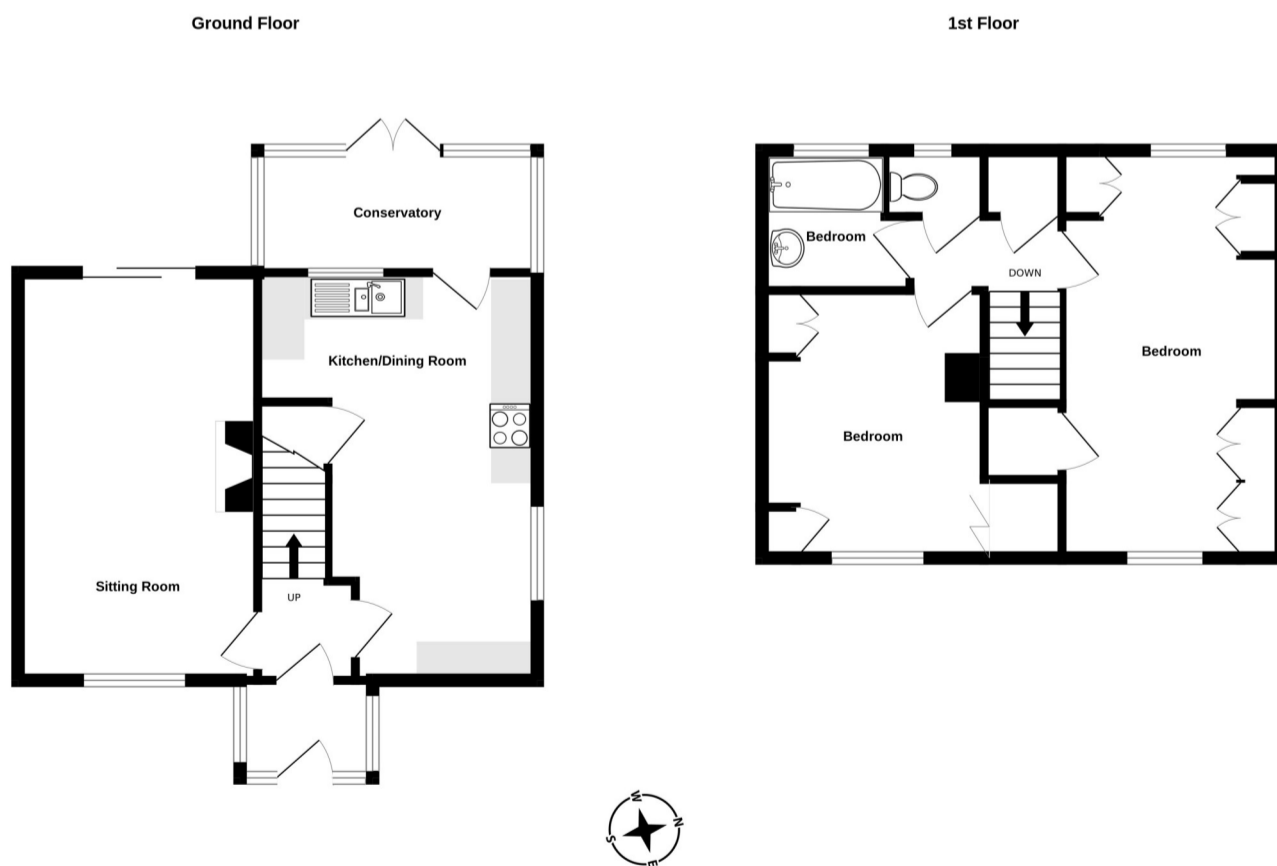 Ground Floor
1st Floor
Conservatory
Bedroom
DOWN
Kitchen/Dining Room
Bedroom
Bedroom
Sitting Room
UP
W
N
S
E